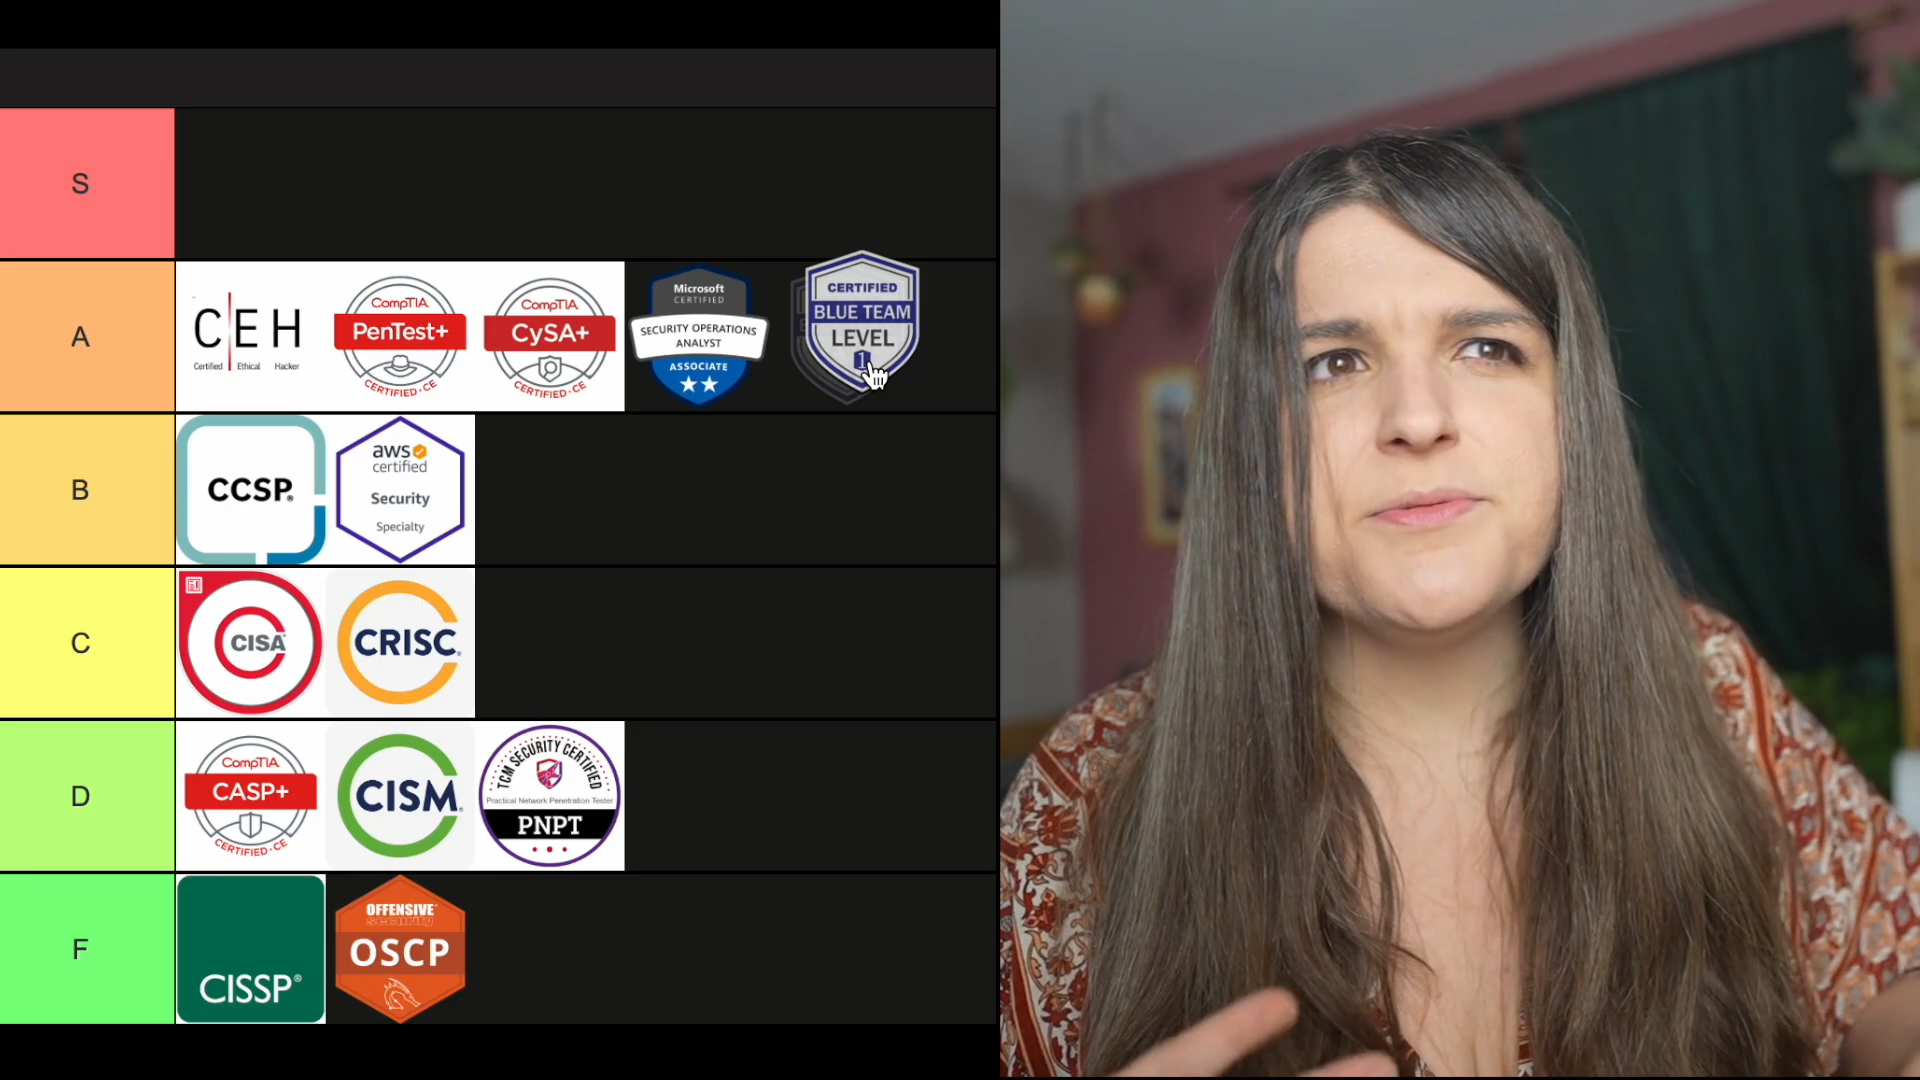 S
A
C|E H
Certified Ethical Hacker
CompTIA.
PenTest+
CERTIFIED·CE
CompTIA.
CySA+
CERTIFIED·CE
Microsoft
CERTIFIED
SECURITY OPERATIONS
ANALYST
ASSOCIATE
CERTIFIED
BLUE TEAM
LEVEL
1
B
CCSP®
aws
certified
Security
Specialty
C
CISA®
CRISC®
D
CompTIA.
CASP+
CERTIFIED·CE
CISM®
TCM SECURITY CERTIFIED
Practical Network Penetration Tester
PNPT
F
CISSP®
OFFENSIVE®
security
OSCP